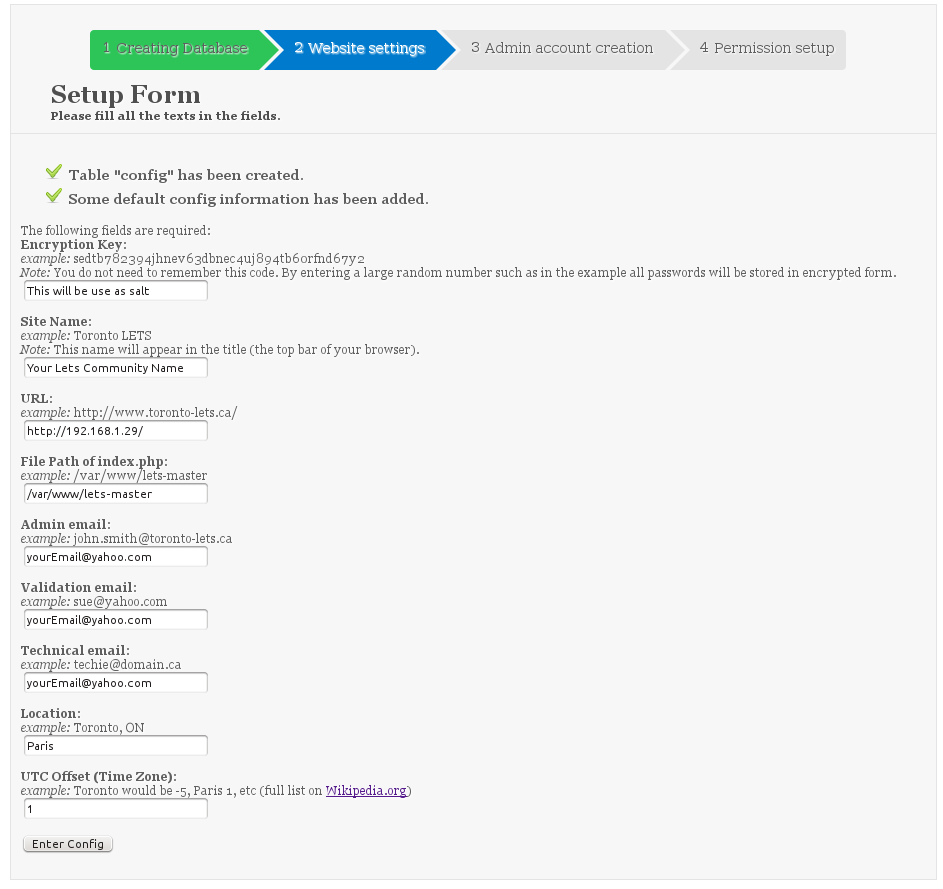 1 Creating Database 2 Website settings 3 Admin account creation 4 Permission setup
Setup Form
Please fill all the texts in the fields.
Table "config" has been created.
Some default config information has been added.
The following fields are required:
Encryption Key:
example: sedtb782394jhnev63dbnec4uj894tb60rfnd67y2
Note: You do not need to remember this code. By entering a large random number such as in the example all passwords will be stored in encrypted form.
This will be use as salt
Site Name:
example: Toronto LETS
Note: This name will appear in the title (the top bar of your browser).
Your Lets Community Name
URL:
example: http://www.toronto-lets.ca/
http://192.168.1.29/
File Path of index.php:
example: /var/www/lets-master
/var/www/lets-master
Admin email:
example: john.smith@toronto-lets.ca
yourEmail@yahoo.com
Validation email:
example: sue@yahoo.com
yourEmail@yahoo.com
Technical email:
example: techie@domain.ca
yourEmail@yahoo.com
Location:
example: Toronto, ON
Paris
UTC Offset (Time Zone):
example: Toronto would be -5, Paris 1, etc (full list on Wikipedia.org)
1
Enter Config